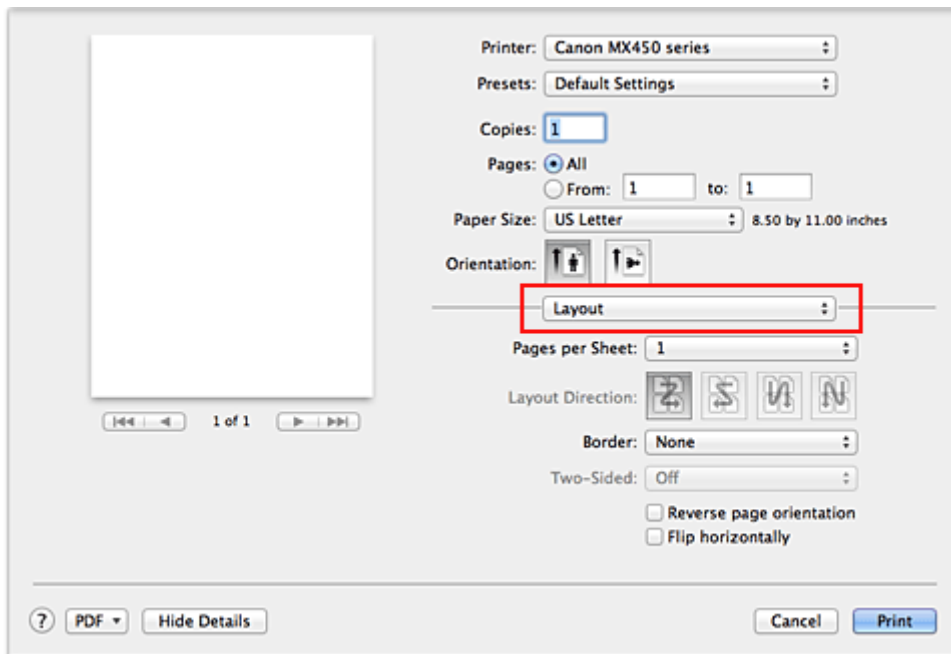 Printer: Canon MX450 series
Presets: Default Settings
Copies: 1
Pages: All
From: 1 to: 1
Paper Size: US Letter 8.50 by 11.00 inches
Orientation:
Layout
Pages per Sheet: 1
Layout Direction:
1 of 1
Border: None
Two-Sided: Off
Reverse page orientation
Flip horizontally
? PDF Hide Details Cancel Print